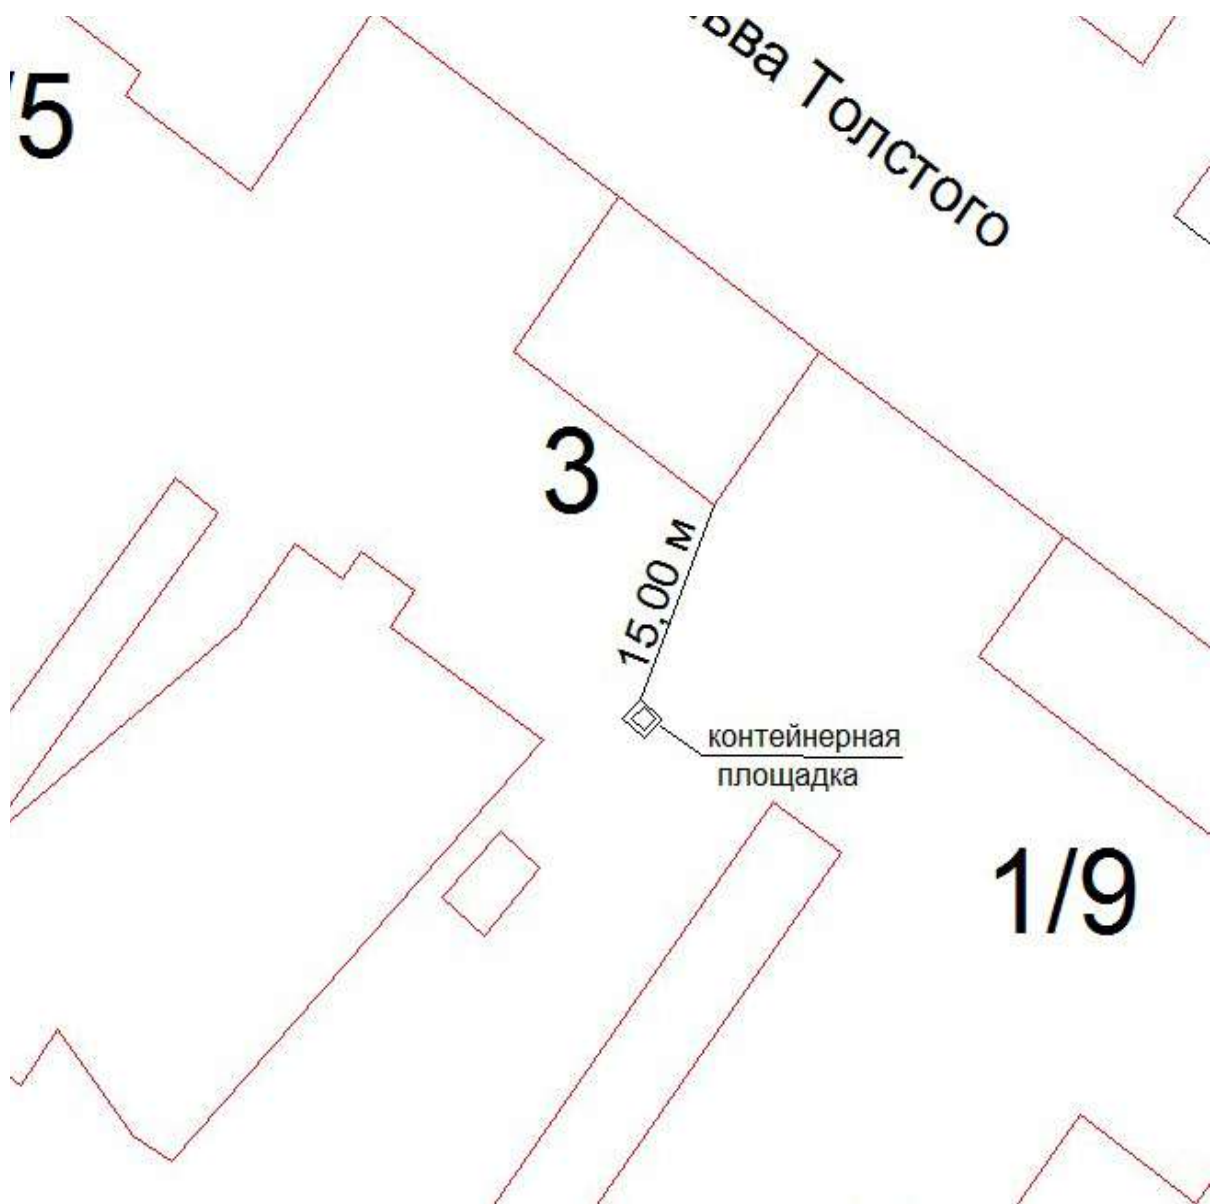 ьва Толстого
/5
3
15,00 м
контейнерная
площадка
1/9